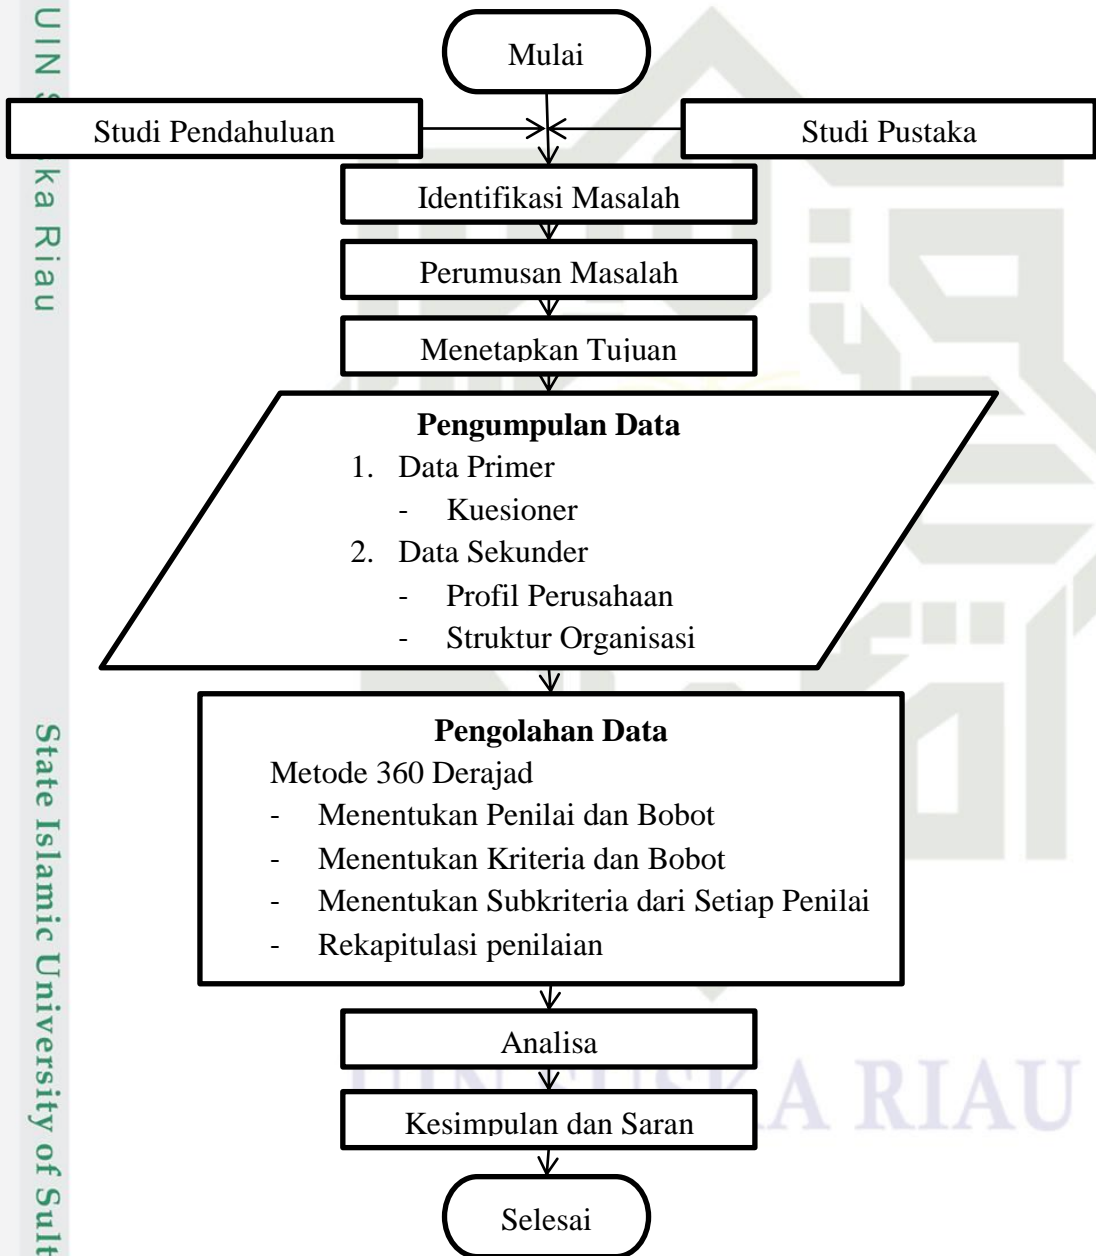 Mulai
Studi Pendahuluan
Studi Pustaka
Identifikasi Masalah
Perumusan Masalah
Menetapkan Tujuan
Pengumpulan Data
1. Data Primer
- Kuesioner
2. Data Sekunder
- Profil Perusahaan
- Struktur Organisasi
Pengolahan Data
Metode 360 Derajad
- Menentukan Penilai dan Bobot
- Menentukan Kriteria dan Bobot
- Menentukan Subkriteria dari Setiap Penilai
- Rekapitulasi penilaian
Analisa
Kesimpulan dan Saran
Selesai
UIN ka Riau
State Islamic University of Sult
A RIAU